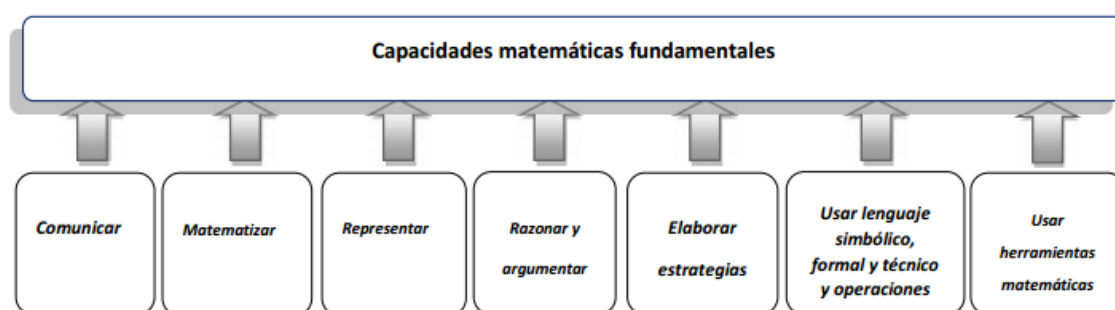 Capacidades matemáticas fundamentales
Comunicar
Matematizar
Representar
Razonar y
argumentar
Elaborar
estrategias
Usar lenguaje
simbólico,
formal y técnico
y operaciones
Usar
herramientas
matemáticas